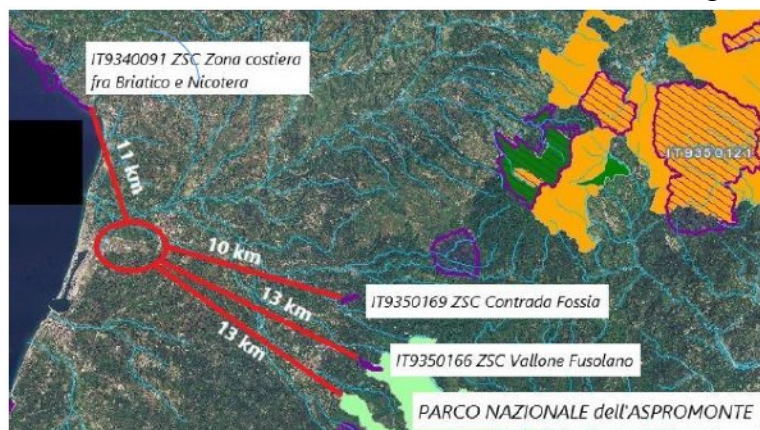 IT9340091 ZSC Zona costiera
fra Briatico e Nicotera
IT9350121
11 km
10 km
IT9350169 ZSC Contrada Fossia
13 km
13 km
IT9350166 ZSC Vallone Fusolano
PARCO NAZIONALE dell'ASPROMONTE